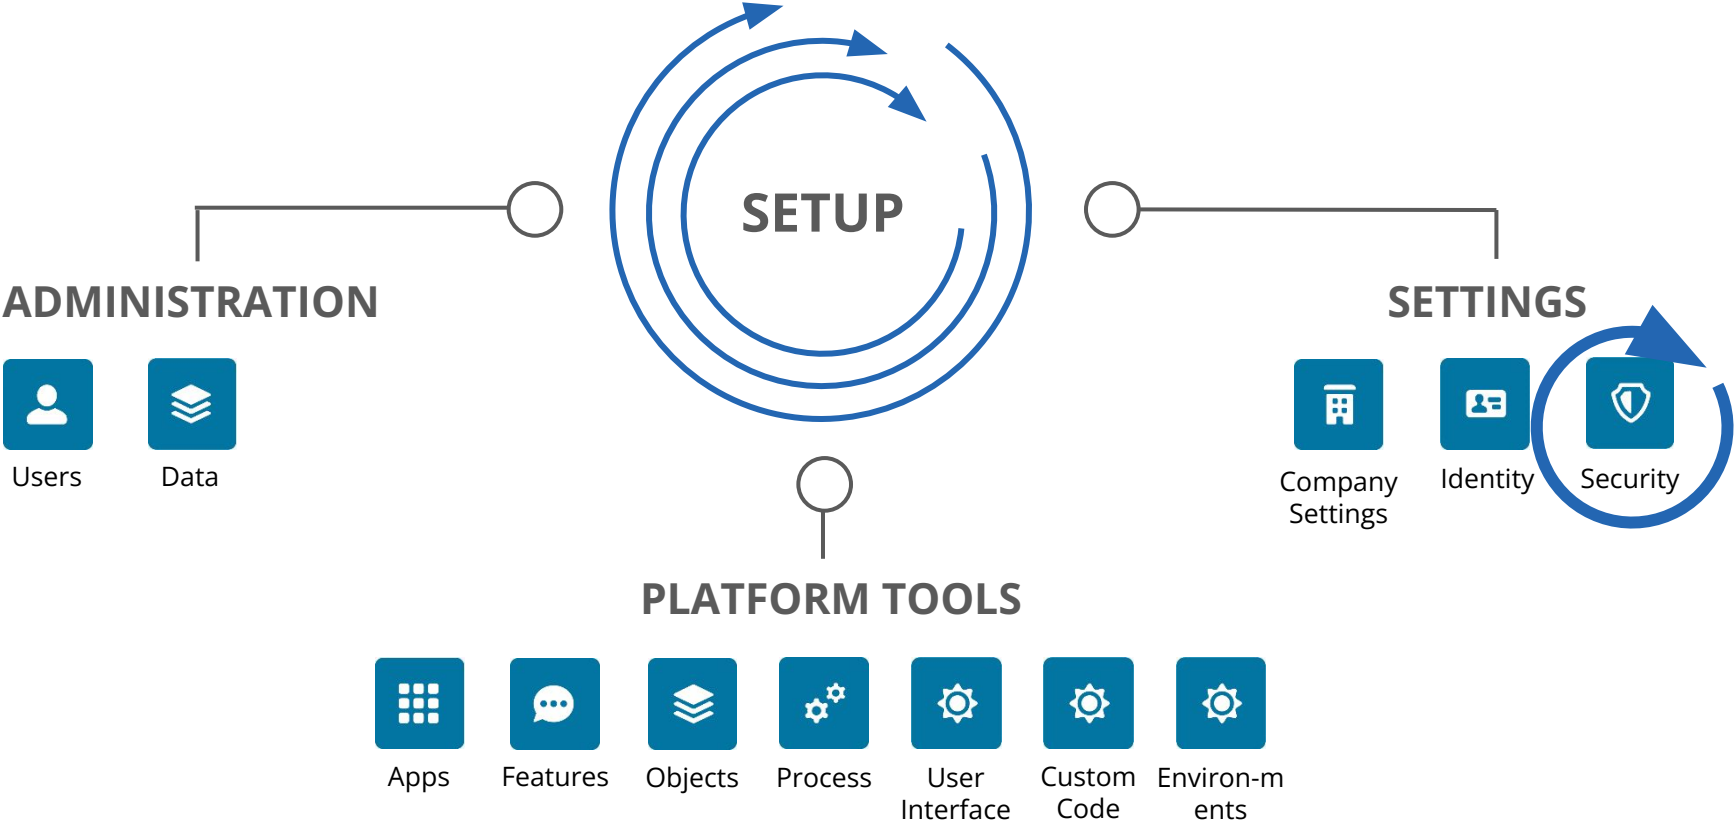 SETUP
ADMINISTRATION
Users
Data
SETTINGS
Company
Settings
Identity
Security
PLATFORM TOOLS
Apps
Features
Objects
Process
User
Interface
Custom
Code
Environ-m
ents